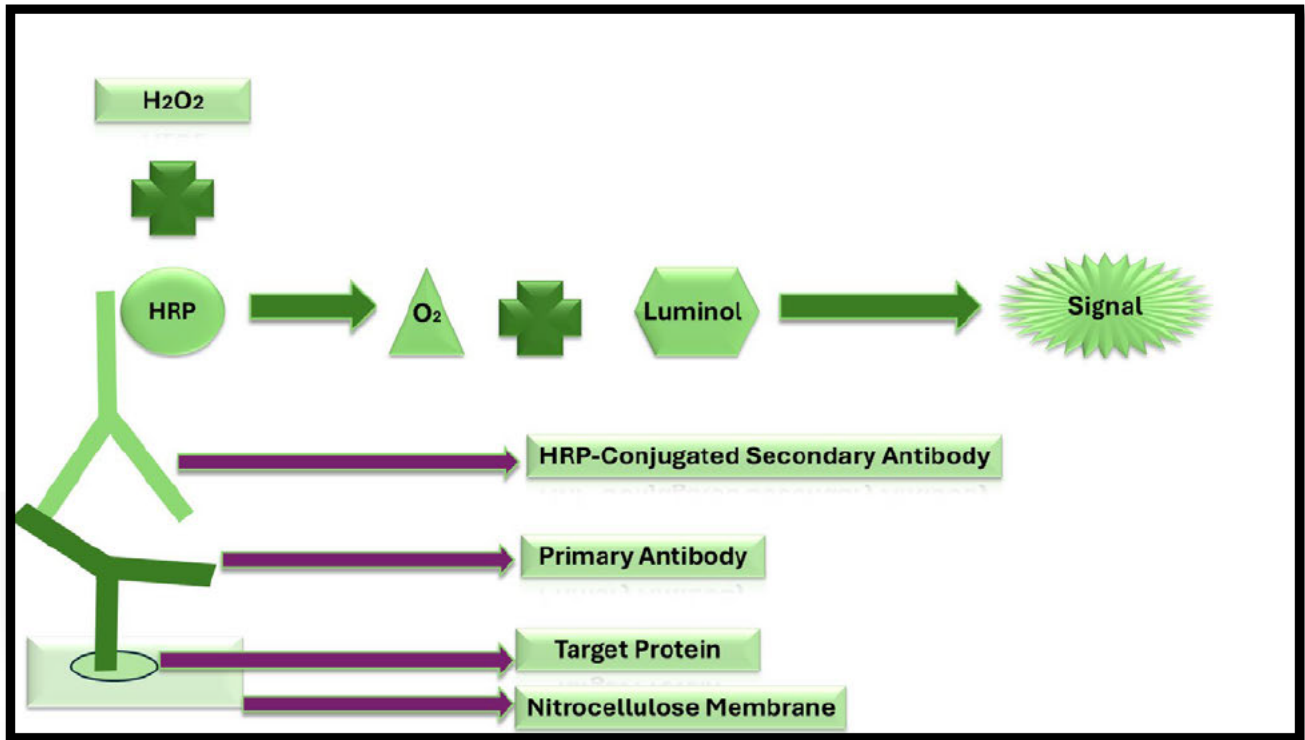 H₂O₂
HRP
O₂
Luminol
Signal
HRP-Conjugated Secondary Antibody
Primary Antibody
Target Protein
Nitrocellulose Membrane